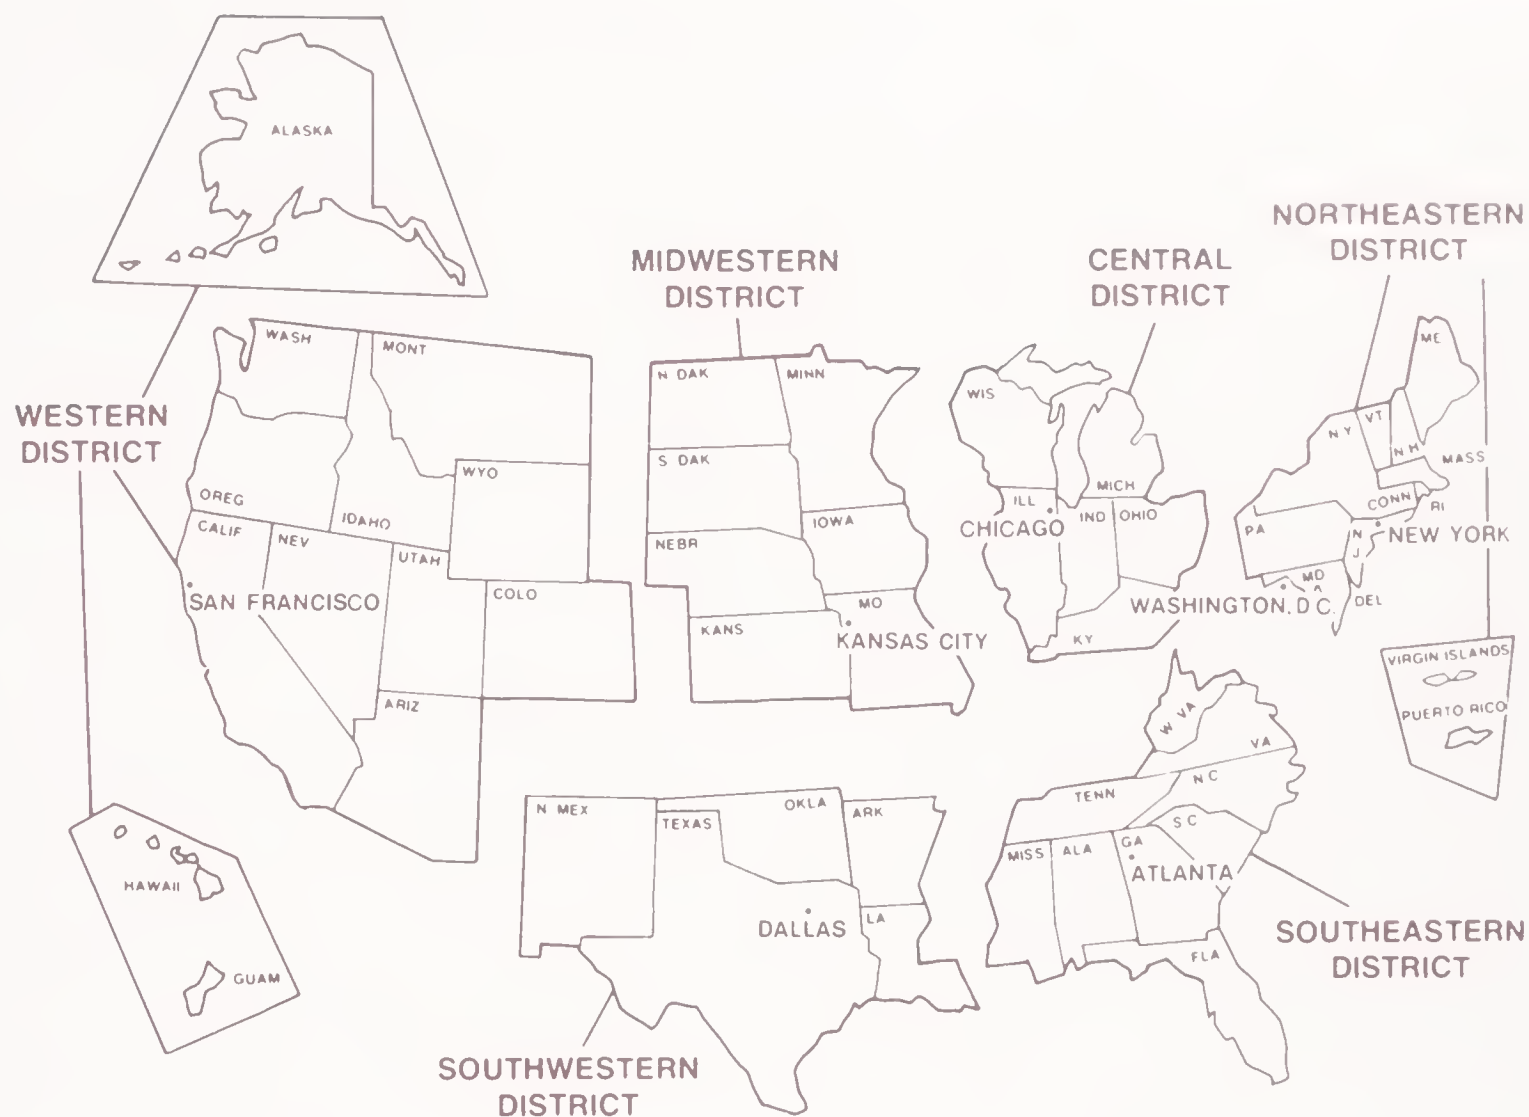 ALASKA
NORTHEASTERN
DISTRICT
MIDWESTERN
DISTRICT
CENTRAL
DISTRICT
WESTERN
DISTRICT
WASH
MONT
OREG
IDAHO
WYO
CALIF
NEV
UTAH
COLO
ARIZ
SAN FRANCISCO
HAWAII
GUAM
N DAK
MINN
S DAK
IOWA
NEBR
MO
KANS
KANSAS CITY
WIS
MICH
ILL
IND
OHIO
CHICAGO
KY
ME
VT
N Y
N H
MASS
CONN
RI
PA
N
J
NEW YORK
MD
DEL
WASHINGTON, D.C.
VIRGIN ISLANDS
PUERTO RICO
N MEX
TEXAS
OKLA
ARK
LA
DALLAS
SOUTHWESTERN
DISTRICT
W VA
VA
TENN
N C
S C
MISS
ALA
GA
ATLANTA
FLA
SOUTHEASTERN
DISTRICT